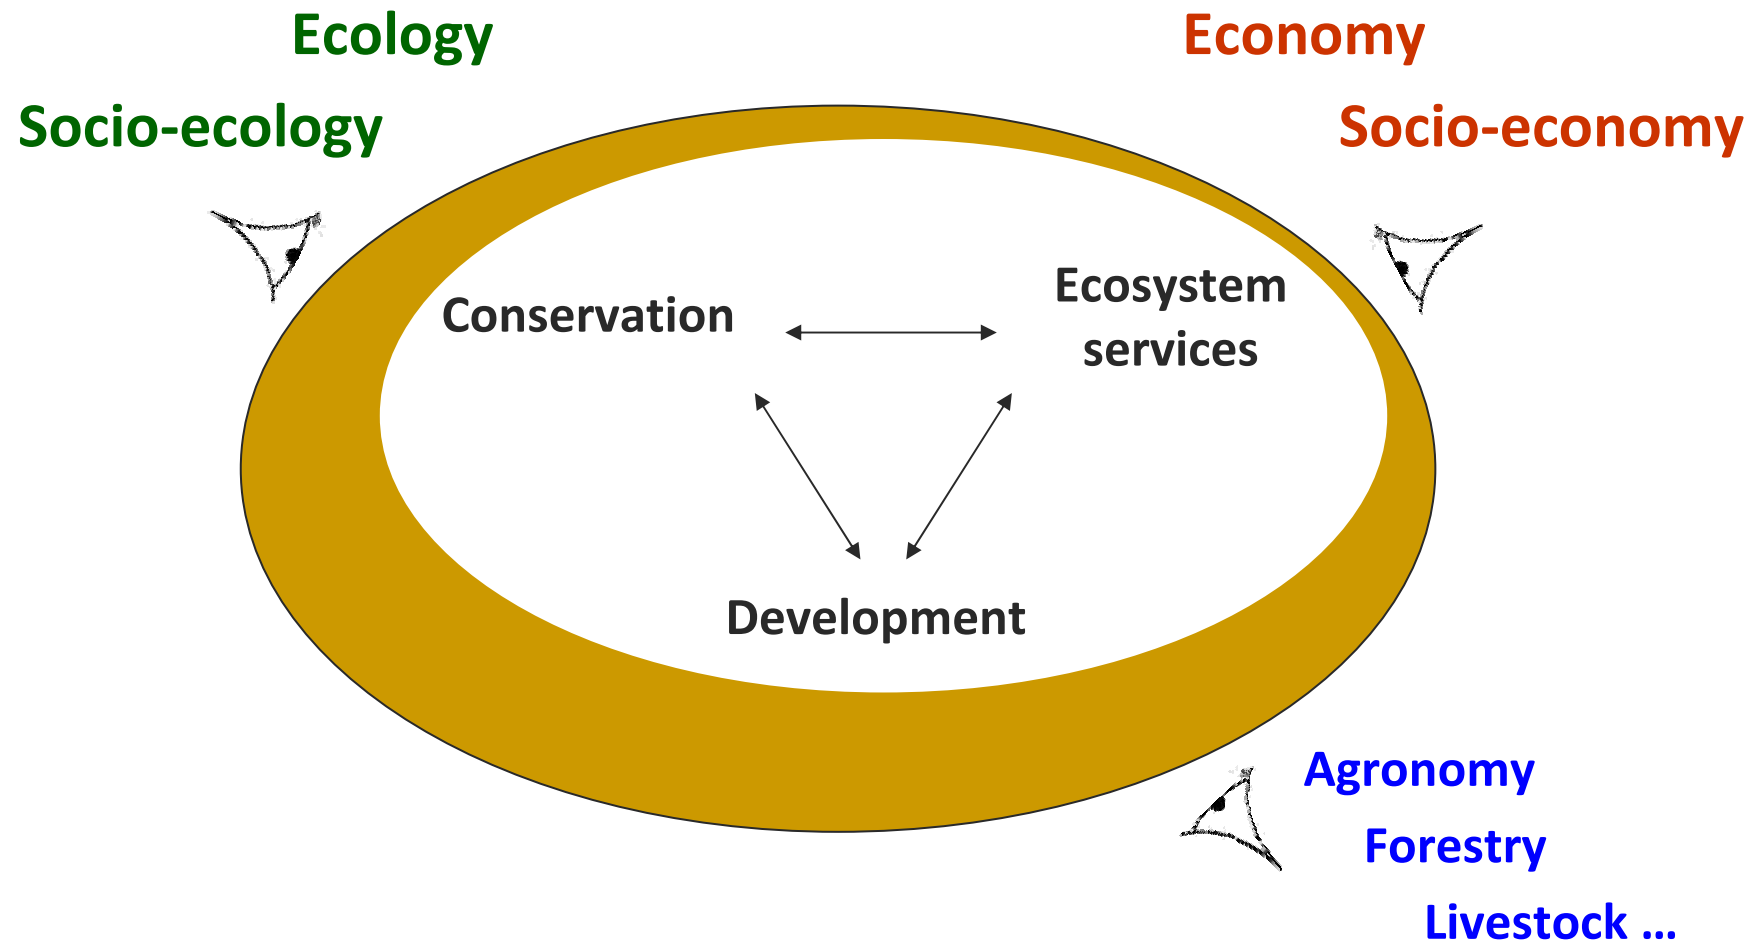 Ecology
Economy
Socio-ecology
Socio-economy
Conservation
Ecosystem
services
Development
Agronomy
Forestry
Livestock ...